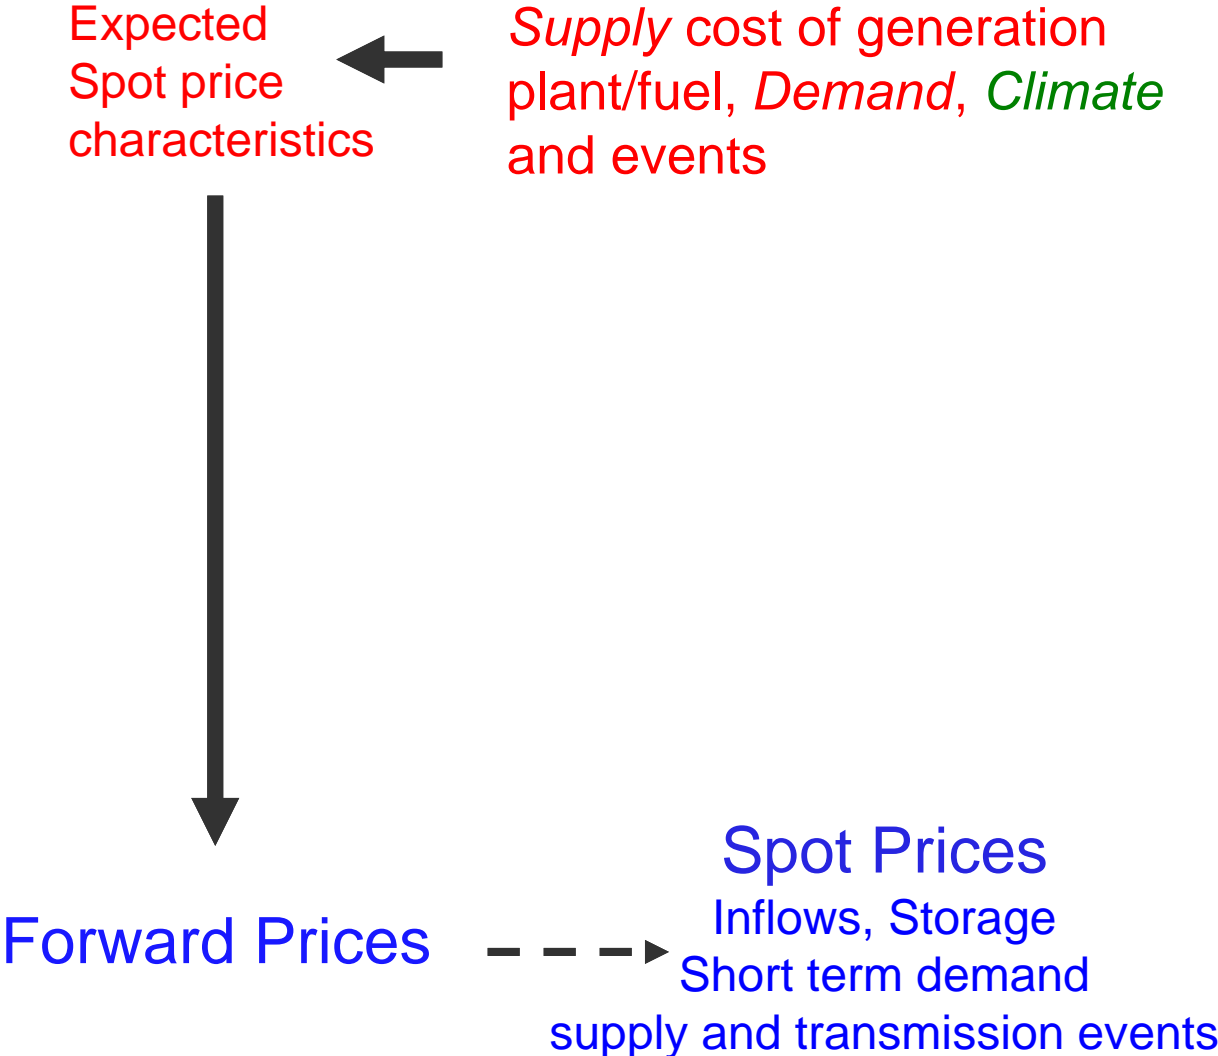 Expected
Spot price
characteristics
Supply cost of generation
plant/fuel, Demand, Climate
and events
Forward Prices
Spot Prices
Inflows, Storage
Short term demand
supply and transmission events